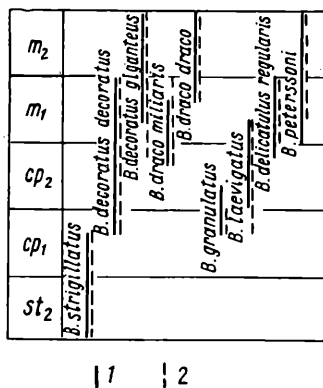 m₂
m₁
cp₂
cp₁
st₂
B. strigillatus
B. decoratus decoratus
B. decoratus giganteus
B. draco militaris
B. draco draco
B. granulatus
B. laevigatus
B. delicatulus regularis
B. peterssoni
1
2